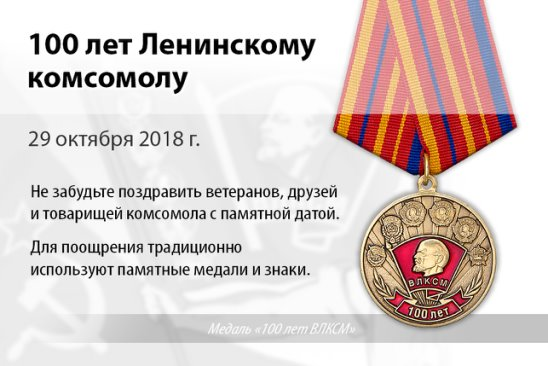 100 лет Ленинскому
комсомолу
29 октября 2018 г.
Не забудьте поздравить ветеранов, друзей
и товарищей комсомола с памятной датой.
Для поощрения традиционно
используют памятные медали и знаки.
ВЛКСМ
100 лет
Медаль «100 лет ВЛКСМ»